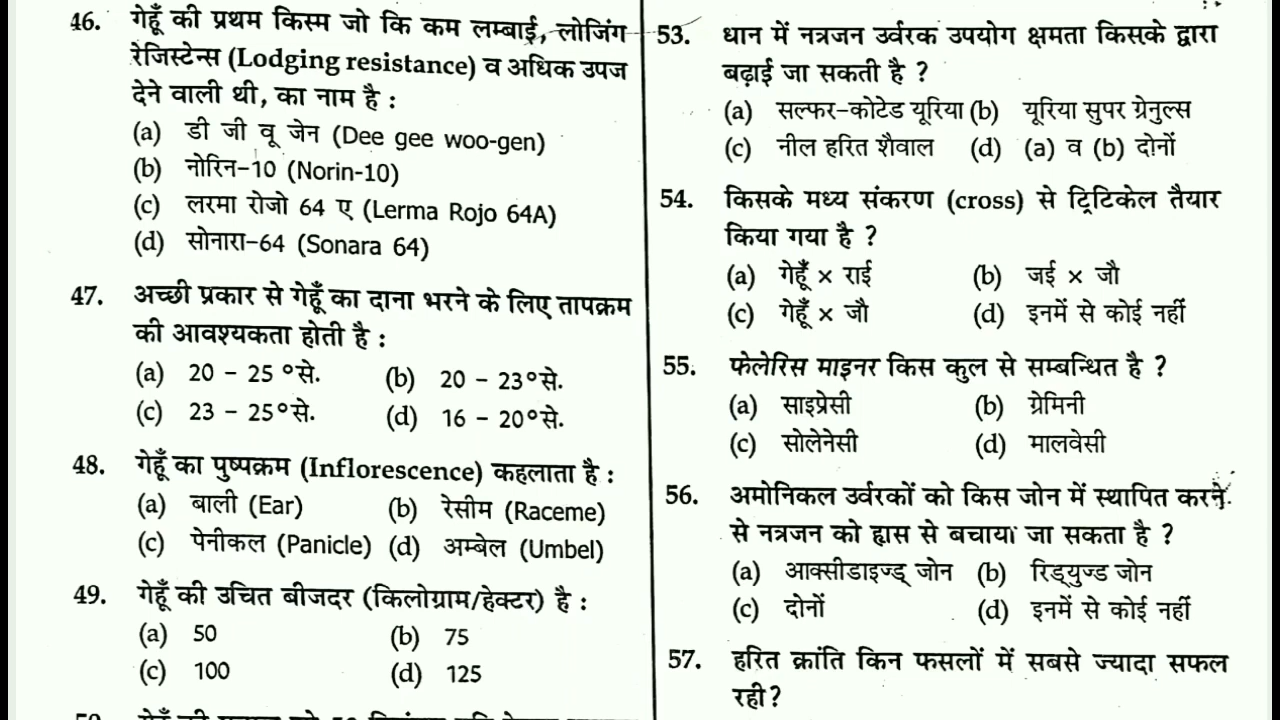 46. गेहूँ की प्रथम किस्म जो कि कम लम्बाई, लोजिंग
रेजिस्टेन्स (Lodging resistance) व अधिक उपज
देने वाली थी, का नाम है :
(a) डी जी वू जेन (Dee gee woo-gen)
(b) नोरिन-10 (Norin-10)
(c) लरमा रोजो 64 ए (Lerma Rojo 64A)
(d) सोनारा-64 (Sonara 64)
47. अच्छी प्रकार से गेहूँ का दाना भरने के लिए तापक्रम
की आवश्यकता होती है :
(a) 20 - 25 °से. (b) 20 - 23°से.
(c) 23 - 25°से. (d) 16 - 20°से.
48. गेहूँ का पुष्पक्रम (Inflorescence) कहलाता है :
(a) बाली (Ear) (b) रेसीम (Raceme)
(c) पेनीकल (Panicle) (d) अम्बेल (Umbel)
49. गेहूँ की उचित बीजदर (किलोग्राम/हेक्टर) है :
(a) 50 (b) 75
(c) 100 (d) 125
53. धान में नत्रजन उर्वरक उपयोग क्षमता किसके द्वारा
बढ़ाई जा सकती है ?
(a) सल्फर-कोटेड यूरिया (b) यूरिया सुपर ग्रेनुल्स
(c) नील हरित शैवाल (d) (a) व (b) दोनों
54. किसके मध्य संकरण (cross) से ट्रिटिकेल तैयार
किया गया है ?
(a) गेहूँ × राई (b) जई × जौ
(c) गेहूँ × जौ (d) इनमें से कोई नहीं
55. फेलेरिस माइनर किस कुल से सम्बन्धित है ?
(a) साइप्रेसी (b) ग्रेमिनी
(c) सोलेनेसी (d) मालवेसी
56. अमोनिकल उर्वरकों को किस जोन में स्थापित करने
से नत्रजन को ह्रास से बचाया जा सकता है ?
(a) आक्सीडाइज्ड् जोन (b) रिड्युज्ड जोन
(c) दोनों (d) इनमें से कोई नहीं
57. हरित क्रांति किन फसलों में सबसे ज्यादा सफल
रही?